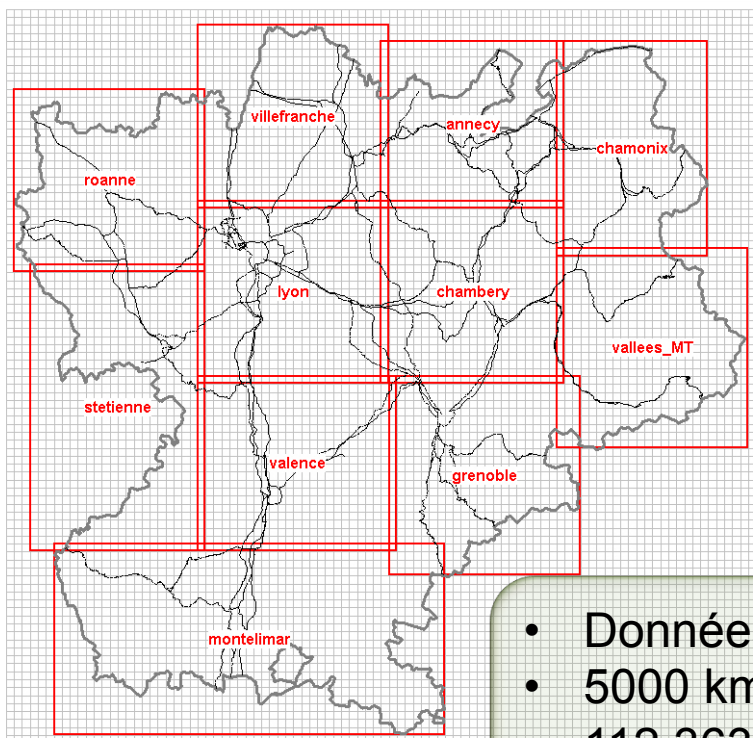 villefranche
annecy
chamonix
roanne
lyon
chambery
vallees_MT
stetienne
valence
grenoble
montelimar
• Donnée
• 5000 km